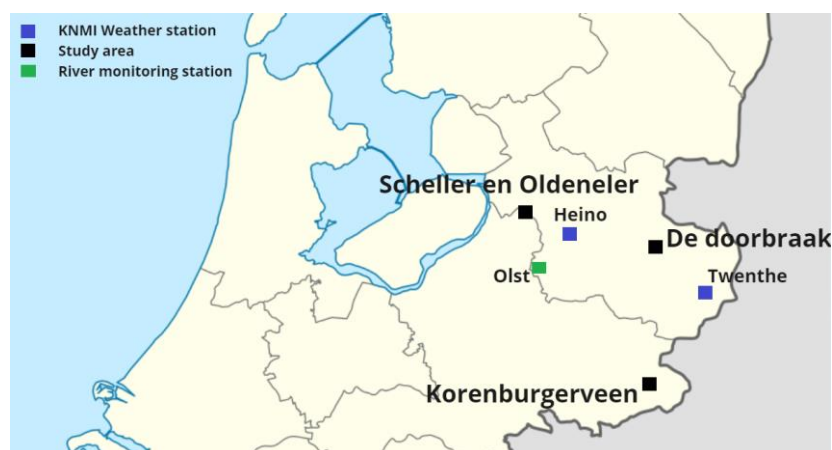 KNMI Weather station
Study area
River monitoring station
Scheller en Oldeneler
Heino
De doorbraak
Olst
Twenthe
Korenburgerveen